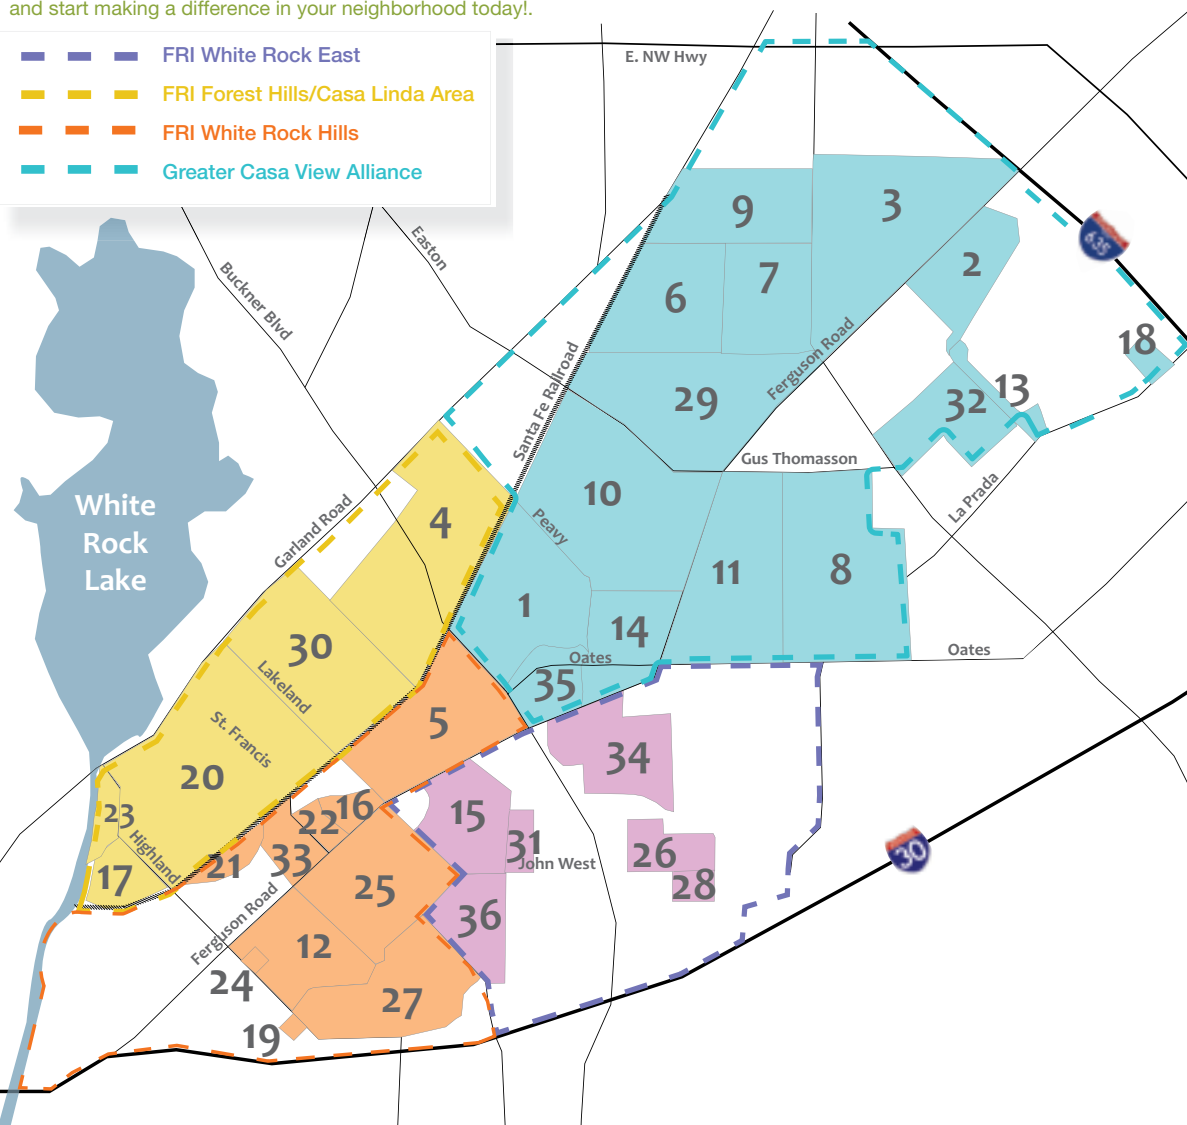 and start making a difference in your neighborhood today!.
FRI White Rock East
FRI Forest Hills/Casa Linda Area
FRI White Rock Hills
Greater Casa View Alliance
E. NW Hwy
9
3
Easton
635
2
Buckner Blvd
7
6
Ferguson Road
18
Santa Fe Railroad
13
29
32
Gus Thomasson
White
Rock
Lake
10
La Prada
Garland Road
4
Peavy
11
8
1
14
30
Oates
Oates
Lakeland
35
5
St. Francis
34
20
23
22
16
15
31
John West
26
30
Highland
17
21
33
25
28
36
Ferguson Road
12
24
27
19